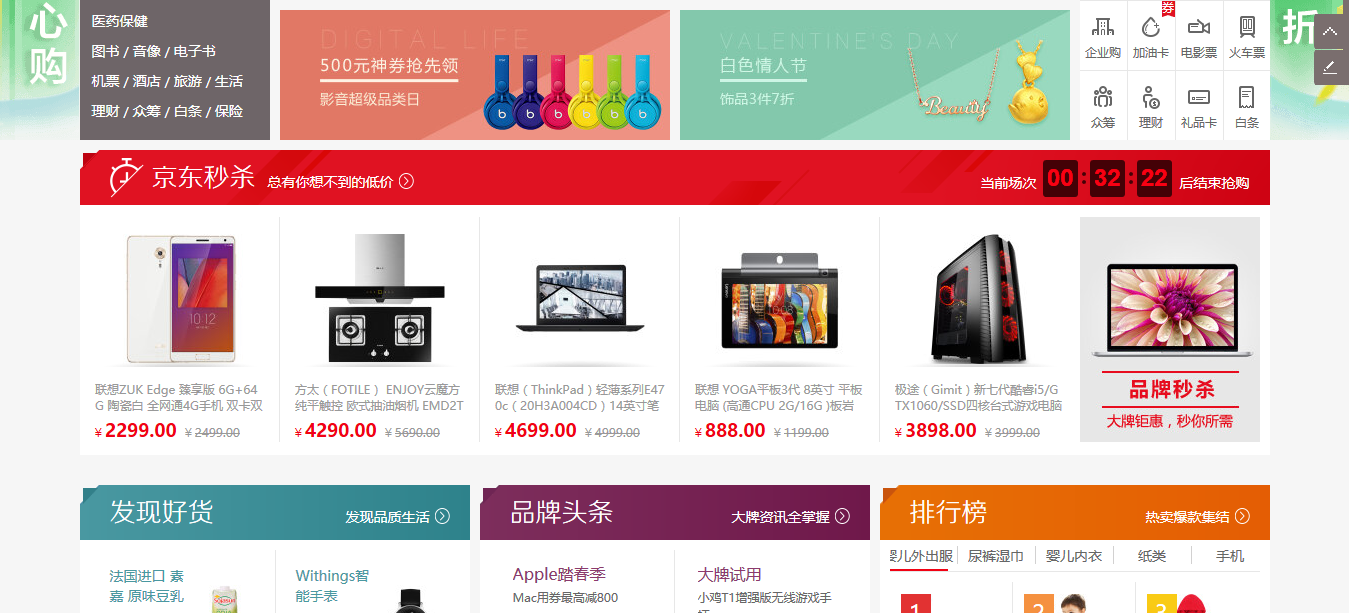 心
购
医药保健
图书 / 音像 / 电子书
机票 / 酒店 / 旅游 / 生活
理财 / 众筹 / 白条 / 保险
DIGITAL LIFE
500元神券抢先领
影音超级品类日
VALENTINE'S DAY
白色情人节
饰品3件7折
Beauty
券
企业购
加油卡
电影票
火车票
众筹
理财
礼品卡
白条
折
京东秒杀 总有你想不到的低价
当前场次 00 : 32 : 22 后结束抢购
10:12
联想ZUK Edge 臻享版 6G+64
G 陶瓷白 全网通4G手机 双卡双
¥ 2299.00 ¥ 2499.00
方太（FOTILE） ENJOY云魔方
纯平触控 欧式抽油烟机 EMD2T
¥ 4290.00 ¥ 5690.00
联想（ThinkPad）轻薄系列E47
0c（20H3A004CD）14英寸笔
¥ 4699.00 ¥ 4999.00
联想 YOGA平板3代 8英寸 平板
电脑 (高通CPU 2G/16G )板岩
¥ 888.00 ¥ 1199.00
极途（Gimit）新七代酷睿i5/G
TX1060/SSD四核台式游戏电脑
¥ 3898.00 ¥ 3999.00
品牌秒杀
大牌钜惠，秒你所需
发现好货 发现品质生活
品牌头条 大牌资讯全掌握
排行榜 热卖爆款集结
法国进口 素
嘉 原味豆乳
Withings智
能手表
Apple踏春季
Mac用券最高减800
大牌试用
小鸡T1增强版无线游戏手
婴儿外出服
尿裤湿巾
婴儿内衣
纸类
手机
1
2
3